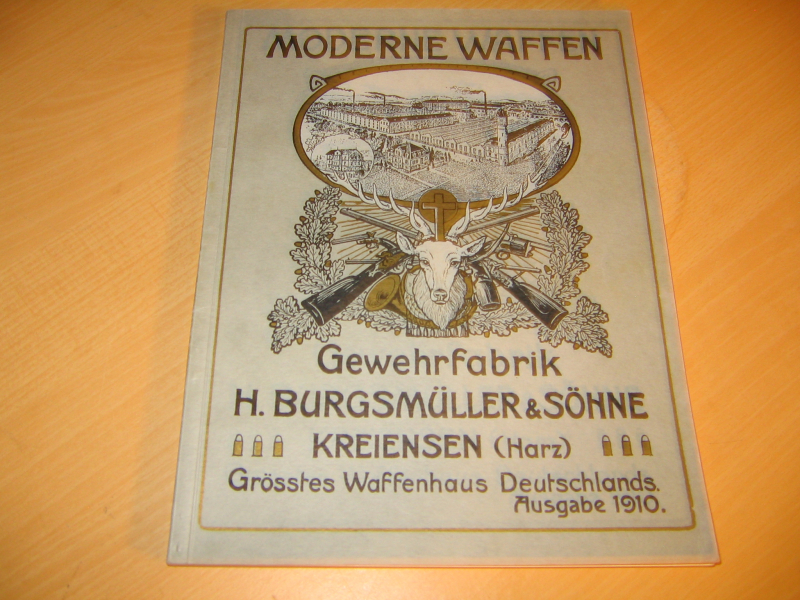 MODERNE WAFFEN
Gewehrfabrik
H. BURGSMÜLLER & SÖHNE
KREIENSEN (Harz)
Grösstes Waffenhaus Deutschlands.
Ausgabe 1910.